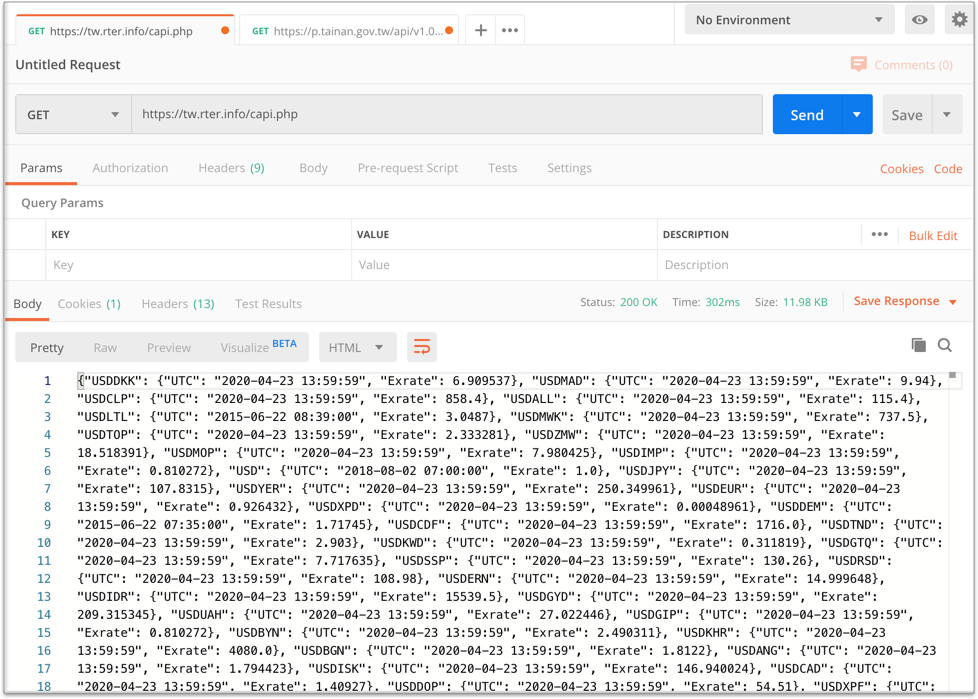 GET https://tw.rter.info/capi.php
GET https://p.tainan.gov.tw/api/v1.0...
No Environment
Untitled Request
Comments (0)
GET
https://tw.rter.info/capi.php
Send
Save
Params Authorization Headers (9) Body Pre-request Script Tests Settings Cookies Code
Query Params
KEY VALUE DESCRIPTION ••• Bulk Edit
Key Value Description
Body Cookies (1) Headers (13) Test Results Status: 200 OK Time: 302ms Size: 11.98 KB Save Response
Pretty Raw Preview Visualize BETA HTML
1 {"USDDKK": {"UTC": "2020-04-23 13:59:59", "Exrate": 6.909537}, "USDMAD": {"UTC": "2020-04-23 13:59:59", "Exrate": 9.94},
2 "USDCLP": {"UTC": "2020-04-23 13:59:59", "Exrate": 858.4}, "USDALL": {"UTC": "2020-04-23 13:59:59", "Exrate": 115.4},
3 "USDLTL": {"UTC": "2015-06-22 08:39:00", "Exrate": 3.0487}, "USDMWK": {"UTC": "2020-04-23 13:59:59", "Exrate": 737.5},
4 "USDTOP": {"UTC": "2020-04-23 13:59:59", "Exrate": 2.333281}, "USDZMW": {"UTC": "2020-04-23 13:59:59", "Exrate":
5 18.518391}, "USDMOP": {"UTC": "2020-04-23 13:59:59", "Exrate": 7.980425}, "USDIMP": {"UTC": "2020-04-23 13:59:59",
6 "Exrate": 0.810272}, "USD": {"UTC": "2018-08-02 07:00:00", "Exrate": 1.0}, "USDJPY": {"UTC": "2020-04-23 13:59:59",
7 "Exrate": 107.8315}, "USDYER": {"UTC": "2020-04-23 13:59:59", "Exrate": 250.349961}, "USDEUR": {"UTC": "2020-04-23
8 13:59:59", "Exrate": 0.926432}, "USDXPD": {"UTC": "2020-04-23 13:59:59", "Exrate": 0.00048961}, "USDDEM": {"UTC":
9 "2015-06-22 07:35:00", "Exrate": 1.71745}, "USDCDF": {"UTC": "2020-04-23 13:59:59", "Exrate": 1716.0}, "USDTND": {"UTC":
10 "2020-04-23 13:59:59", "Exrate": 2.903}, "USDKWD": {"UTC": "2020-04-23 13:59:59", "Exrate": 0.311819}, "USDGTQ": {"UTC":
11 "2020-04-23 13:59:59", "Exrate": 7.717635}, "USDSSP": {"UTC": "2020-04-23 13:59:59", "Exrate": 130.26}, "USDRSD":
12 {"UTC": "2020-04-23 13:59:59", "Exrate": 108.98}, "USDERN": {"UTC": "2020-04-23 13:59:59", "Exrate": 14.999648},
13 "USDIDR": {"UTC": "2020-04-23 13:59:59", "Exrate": 15539.5}, "USDGYD": {"UTC": "2020-04-23 13:59:59", "Exrate":
14 209.315345}, "USDUAH": {"UTC": "2020-04-23 13:59:59", "Exrate": 27.022446}, "USDGIP": {"UTC": "2020-04-23 13:59:59",
15 "Exrate": 0.810272}, "USDBYN": {"UTC": "2020-04-23 13:59:59", "Exrate": 2.490311}, "USDKHR": {"UTC": "2020-04-23
16 13:59:59", "Exrate": 4080.0}, "USDBGN": {"UTC": "2020-04-23 13:59:59", "Exrate": 1.8122}, "USDANG": {"UTC": "2020-04-23
17 13:59:59", "Exrate": 1.794423}, "USDISK": {"UTC": "2020-04-23 13:59:59", "Exrate": 146.940024}, "USDCAD": {"UTC":
18 "2020-04-23 13:59:59", "Exrate": 1.40927}, "USDDOP": {"UTC": "2020-04-23 13:59:59", "Exrate": 54.51}, "USDXPF": {"UTC":